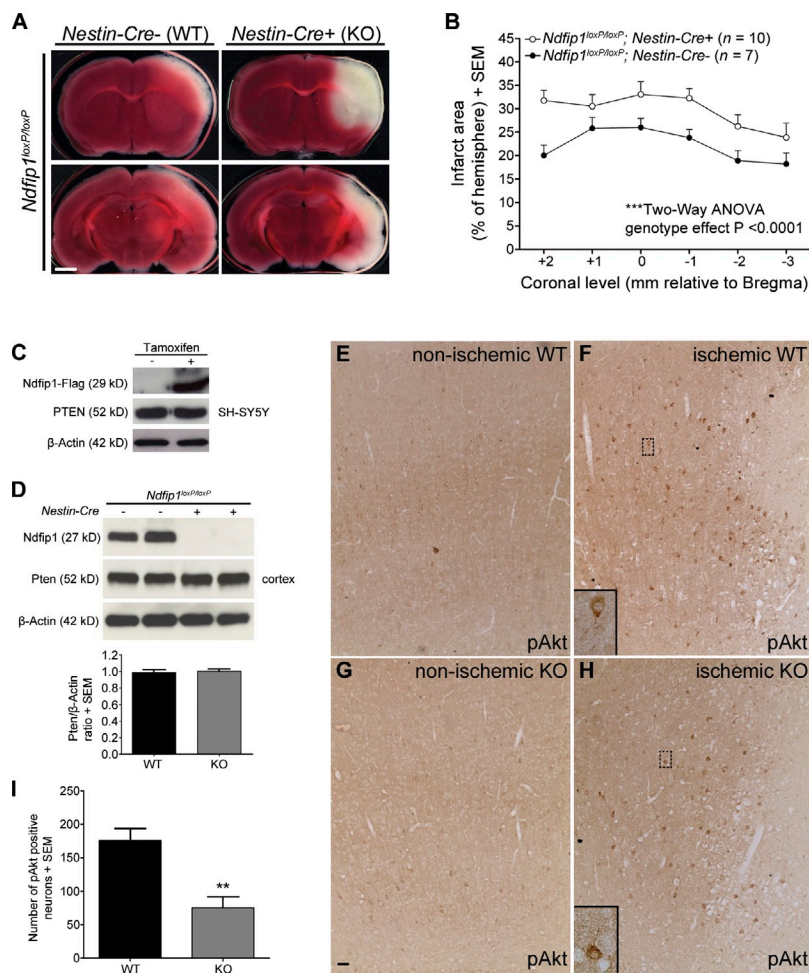 A
Nestin-Cre- (WT)
Nestin-Cre+ (KO)
Ndfip1loxP/loxP
B
Ndfip1loxP/loxP; Nestin-Cre+ (n = 10)
Ndfip1loxP/loxP; Nestin-Cre- (n = 7)
Infarct area
(% of hemisphere) + SEM
45
40
35
30
25
20
15
10
5
0
***Two-Way ANOVA
genotype effect P <0.0001
+2 +1 0 -1 -2 -3
Coronal level (mm relative to Bregma)
C
Tamoxifen
- +
Ndfip1-Flag (29 kD)
PTEN (52 kD) SH-SY5Y
β-Actin (42 kD)
D
Ndfip1loxP/loxP
Nestin-Cre - - + +
Ndfip1 (27 kD)
Pten (52 kD) cortex
β-Actin (42 kD)
Pten/β-Actin
ratio + SEM
1.2
1.0
0.8
0.6
0.4
0.2
0.0
WT KO
E non-ischemic WT
pAkt
F ischemic WT
pAkt
G non-ischemic KO
pAkt
H ischemic KO
pAkt
I
Number of pAkt positive
neurons + SEM
250
200
150
100
50
0
**
WT KO